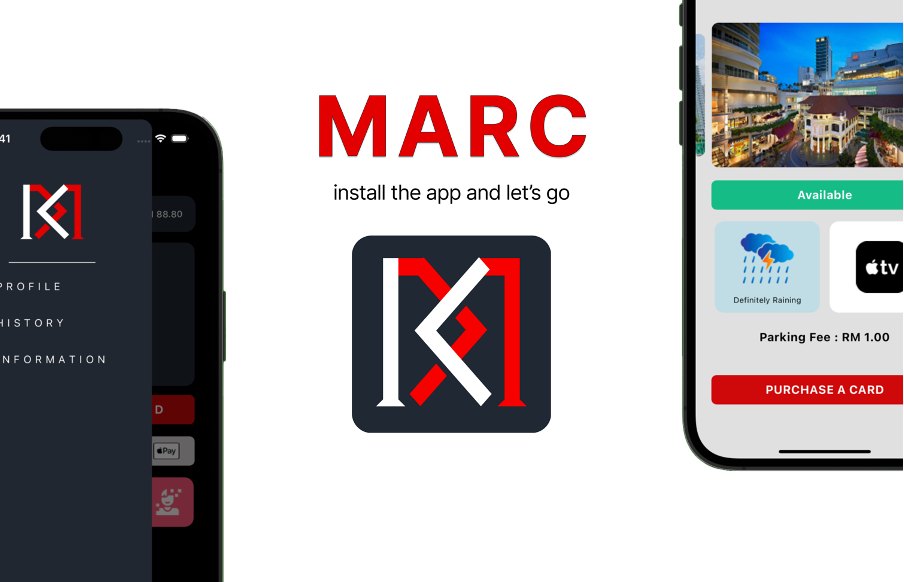 MARC
install the app and let's go
41
88.80
PROFILE
HISTORY
INFORMATION
D
Pay
Available
Definitely Raining
tv
Parking Fee : RM 1.00
PURCHASE A CARD